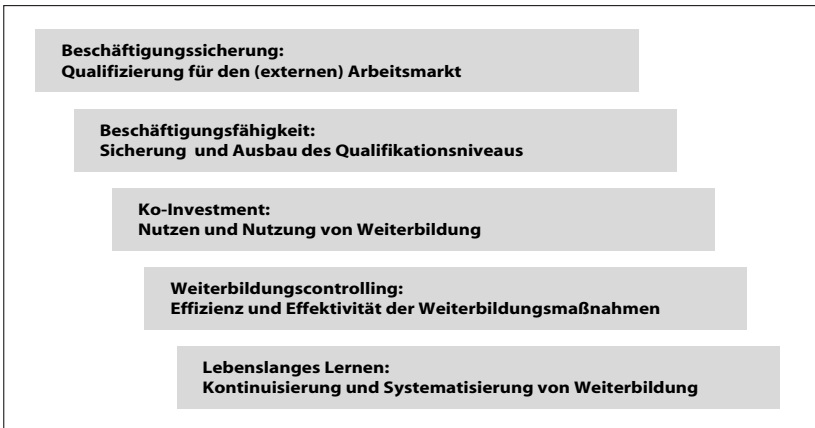 Beschäftigungssicherung:
Qualifizierung für den (externen) Arbeitsmarkt
Beschäftigungsfähigkeit:
Sicherung und Ausbau des Qualifikationsniveaus
Ko-Investment:
Nutzen und Nutzung von Weiterbildung
Weiterbildungscontrolling:
Effizienz und Effektivität der Weiterbildungsmaßnahmen
Lebenslanges Lernen:
Kontinuisierung und Systematisierung von Weiterbildung